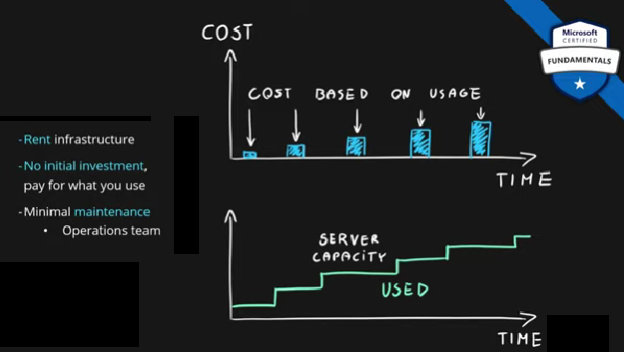 COST
Microsoft
CERTIFIED
FUNDAMENTALS
COST BASED ON USAGE
TIME
-Rent infrastructure
-No initial investment,
pay for what you use
-Minimal maintenance
• Operations team
SERVER
CAPACITY
USED
TIME